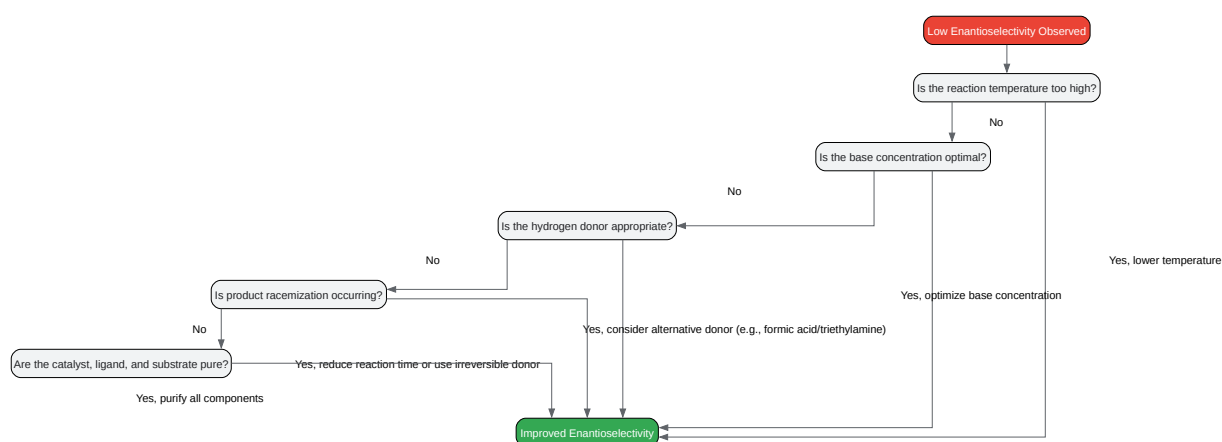 Low Enantioselectivity Observed
Is the reaction temperature too high?
No
Is the base concentration optimal?
No
Is the hydrogen donor appropriate?
No
Yes, lower temperature
Is product racemization occurring?
Yes, optimize base concentration
No
Yes, consider alternative donor (e.g., formic acid/triethylamine)
Are the catalyst, ligand, and substrate pure?
Yes, reduce reaction time or use irreversible donor
Yes, purify all components
Improved Enantioselectivity